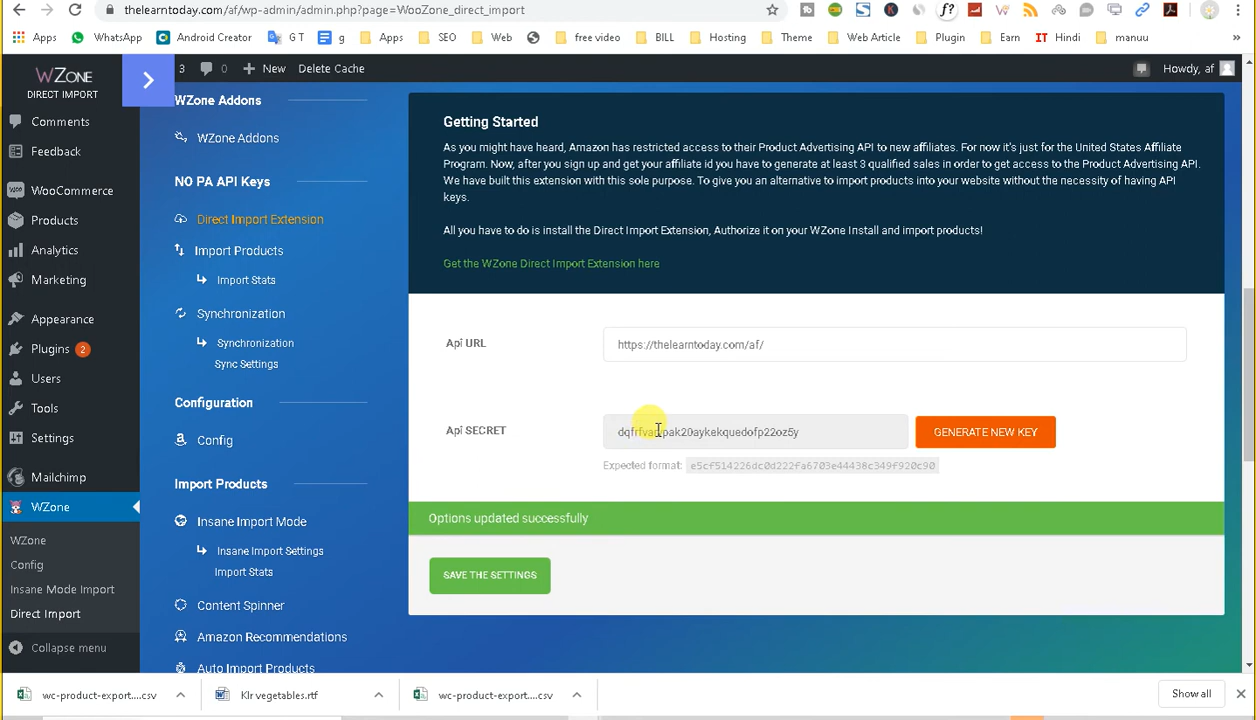 thelearntoday.com/af/wp-admin/admin.php?page=WooZone_direct_import
Apps
WhatsApp
Android Creator
G T
g
Apps
SEO
Web
free video
BILL
Hosting
Theme
Web Article
Plugin
Earn
IT Hindi
manuu
»
WZONE
DIRECT IMPORT
3
0
New
Delete Cache
Howdy, af
Comments
Feedback
WooCommerce
Products
Analytics
Marketing
Appearance
Plugins 2
Users
Tools
Settings
Mailchimp
WZone
WZone
Config
Insane Mode Import
Direct Import
Collapse menu
WZone Addons
WZone Addons
NO PA API Keys
Direct Import Extension
Import Products
Import Stats
Synchronization
Synchronization
Sync Settings
Configuration
Config
Import Products
Insane Import Mode
Insane Import Settings
Import Stats
Content Spinner
Amazon Recommendations
Auto Import Products
Getting Started
As you might have heard, Amazon has restricted access to their Product Advertising API to new affiliates. For now it's just for the United States Affiliate
Program. Now, after you sign up and get your affiliate id you have to generate at least 3 qualified sales in order to get access to the Product Advertising API.
We have built this extension with this sole purpose. To give you an alternative to import products into your website without the necessity of having API
keys.
All you have to do is install the Direct Import Extension, Authorize it on your WZone Install and import products!
Get the WZone Direct Import Extension here
Api URL
https://thelearntoday.com/af/
Api SECRET
GENERATE NEW KEY
Expected format: e5cf514226dc0d222fa6703e44438c349f920c90
Options updated successfully
SAVE THE SETTINGS
wc-product-export....csv
Klr vegetables.rtf
wc-product-export....csv
Show all